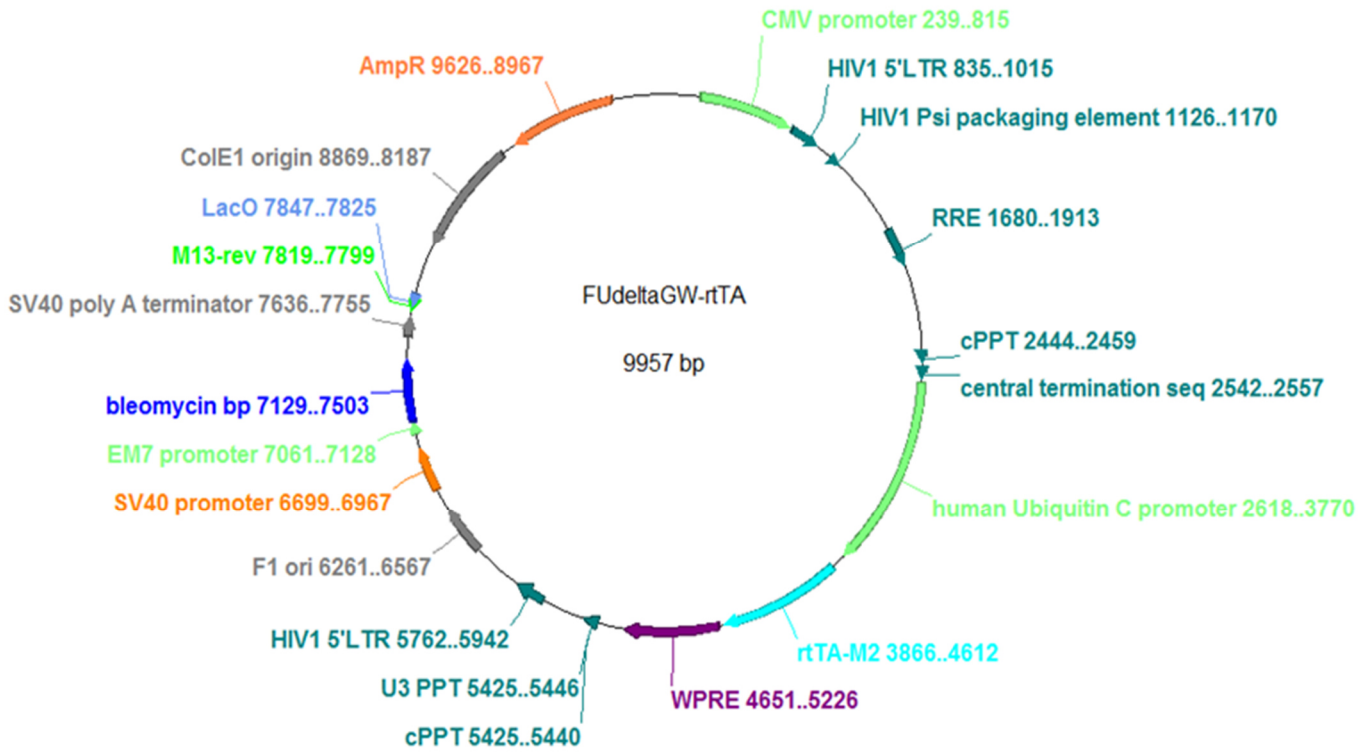 CMV promoter 239..815
AmpR 9626..8967
HIV1 5'LTR 835..1015
HIV1 Psi packaging element 1126..1170
ColE1 origin 8869..8187
LacO 7847..7825
RRE 1680..1913
M13-rev 7819..7799
FUdeltaGW-rtTA
SV40 poly A terminator 7636..7755
cPPT 2444..2459
9957 bp
central termination seq 2542..2557
bleomycin bp 7129..7503
EM7 promoter 7061..7128
SV40 promoter 6699..6967
human Ubiquitin C promoter 2618..3770
F1 ori 6261..6567
HIV1 5'LTR 5762..5942
rtTA-M2 3866..4612
U3 PPT 5425..5446
WPRE 4651..5226
cPPT 5425..5440